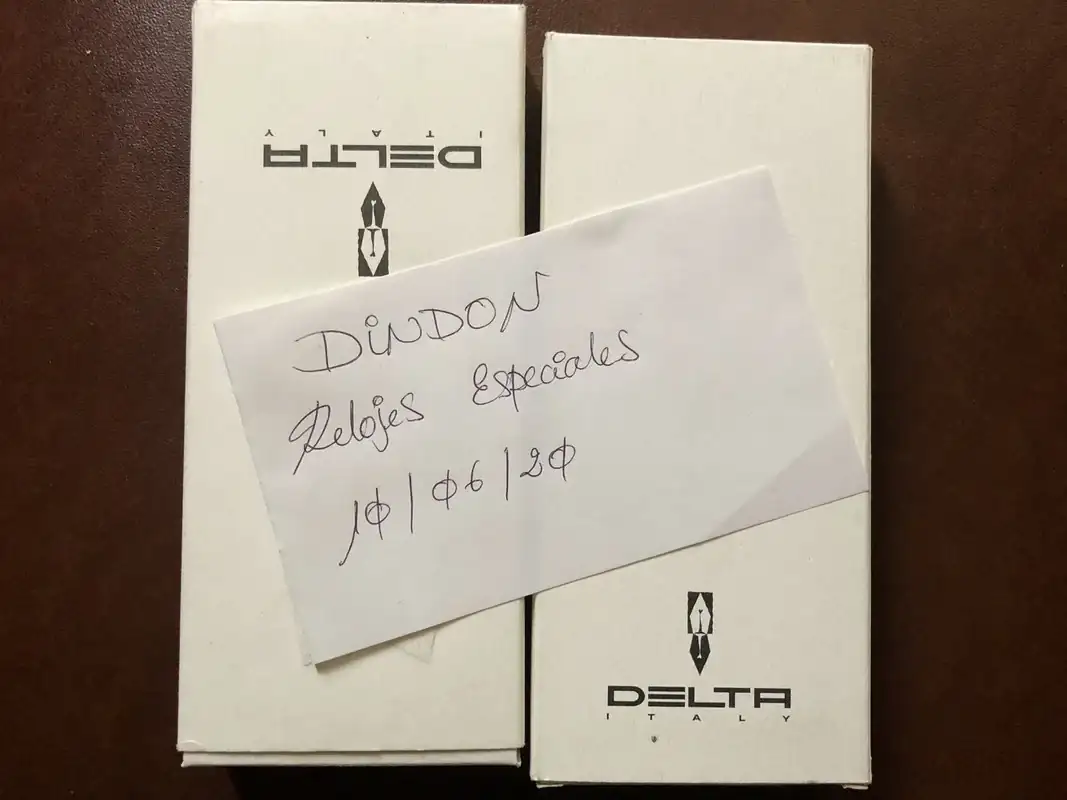 DELTA
ITALY
DiNDON
Relojes Especiales
10/06/20
DELTA
ITALY